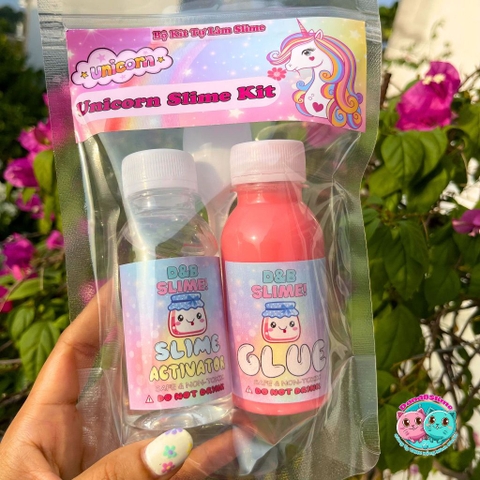 Bộ Kit Tự Làm Slime
unicorn
Unicorn Slime Kit
D&B
SLIME!
SLIME
ACTIVATOR
SAFE & NON-TOXIC
⚠ DO NOT DRINK
D&B
SLIME!
GLUE
SAFE & NON-TOXIC
⚠ DO NOT DRINK